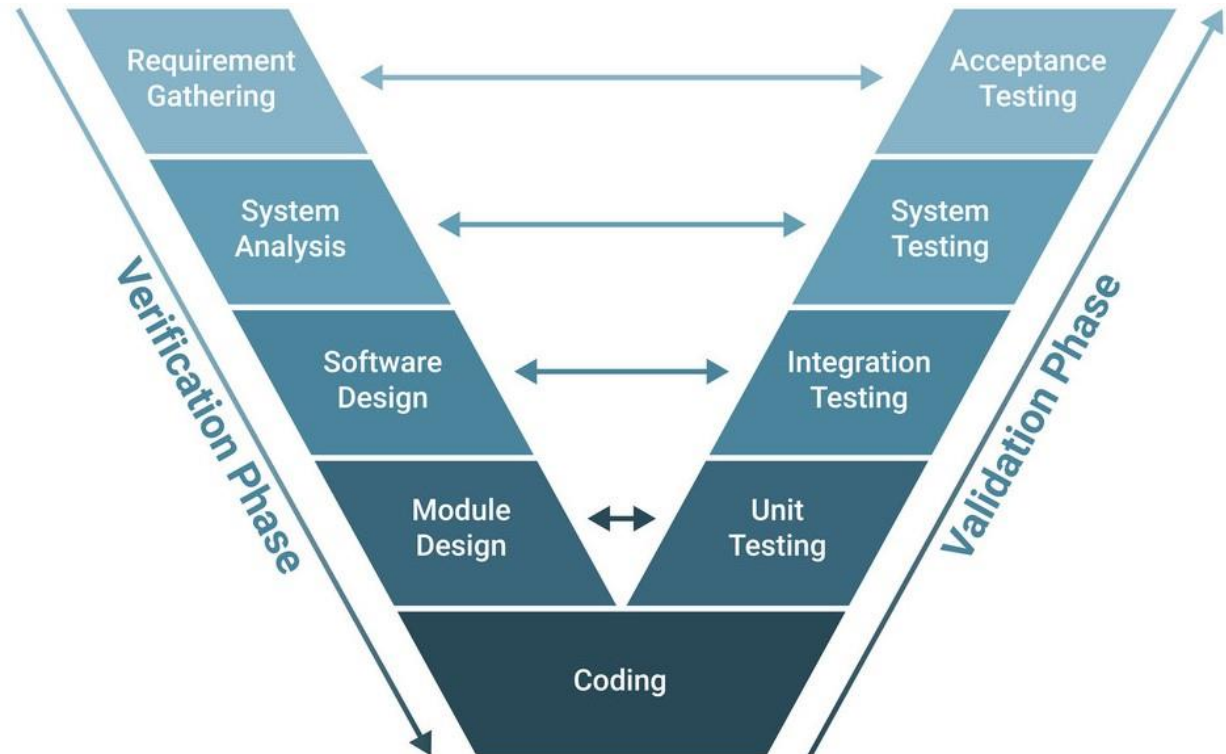 Requirement
Gathering
Acceptance
Testing
System
Analysis
System
Testing
Software
Design
Integration
Testing
Module
Design
Unit
Testing
Coding
Verification Phase
Validation Phase